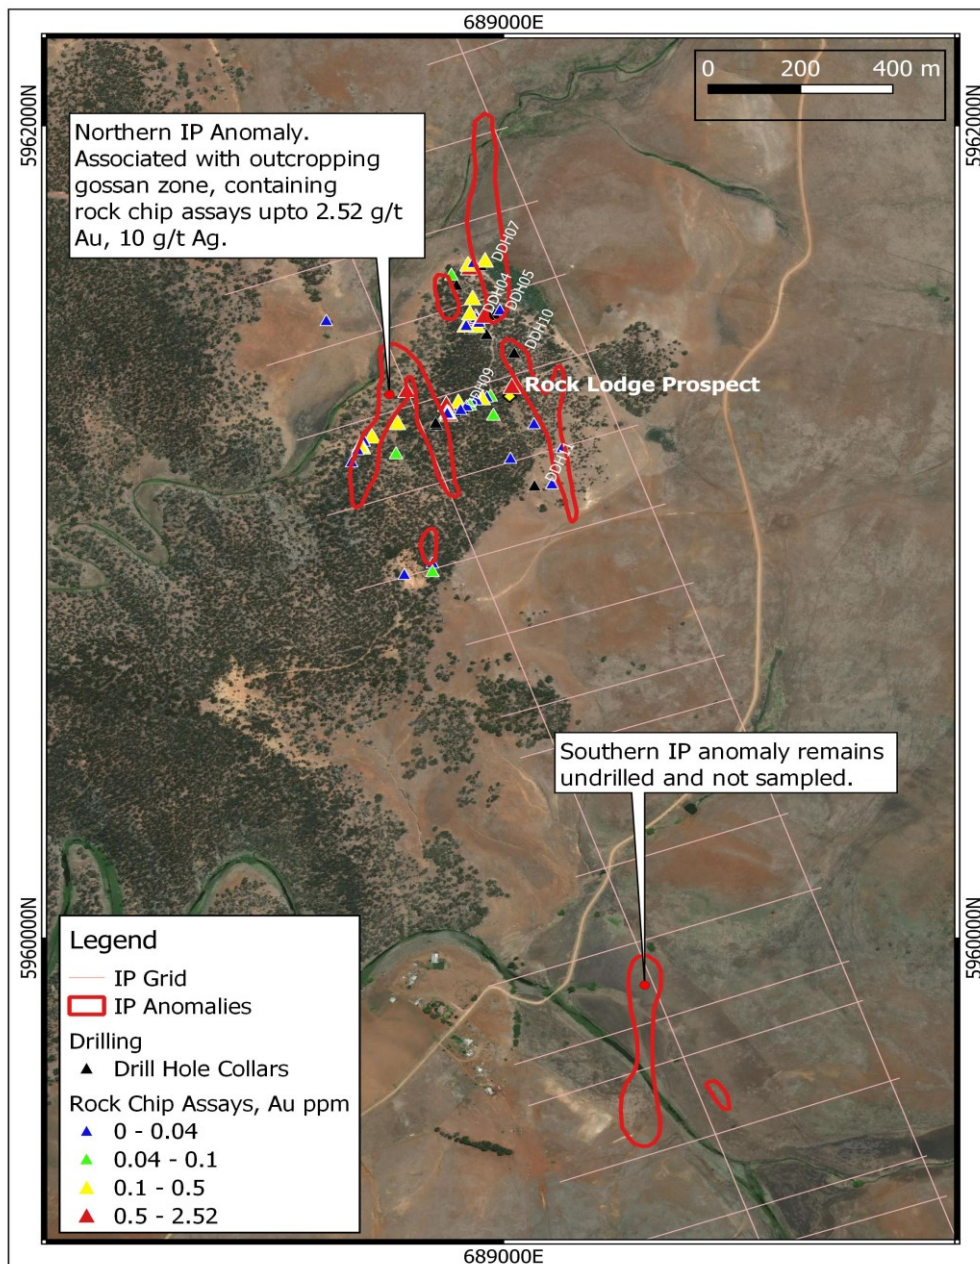 689000E
0 200 400 m
5962000N
5962000N
Northern IP Anomaly.
Associated with outcropping
gossan zone, containing
rock chip assays upto 2.52 g/t
Au, 10 g/t Ag.
DDH07
DDH04
DDH05
DDH10
DDH09
Rock Lodge Prospect
DDH11
Southern IP anomaly remains
undrilled and not sampled.
5960000N
5960000N
Legend
IP Grid
IP Anomalies
Drilling
Drill Hole Collars
Rock Chip Assays, Au ppm
0 - 0.04
0.04 - 0.1
0.1 - 0.5
0.5 - 2.52
689000E